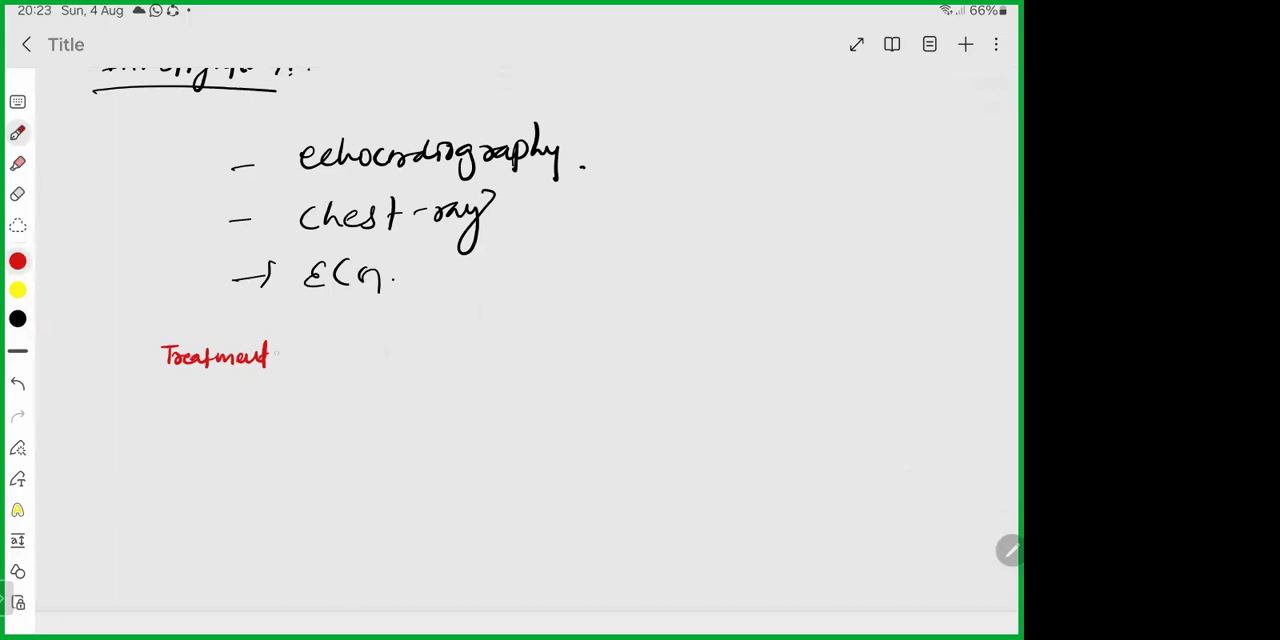 20:23 Sun, 4 Aug
66%
Title
- echocardiography.
- chest-ray
→ ECG.
Treatment